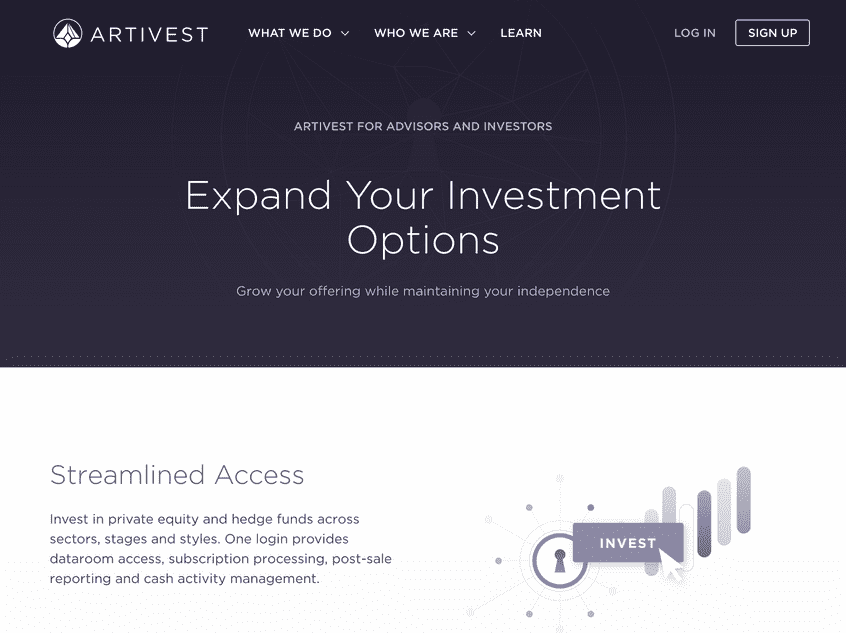 ARTIVEST
WHAT WE DO
WHO WE ARE
LEARN
LOG IN
SIGN UP
ARTIVEST FOR ADVISORS AND INVESTORS
Expand Your Investment
Options
Grow your offering while maintaining your independence
Streamlined Access
Invest in private equity and hedge funds across
sectors, stages and styles. One login provides
dataroom access, subscription processing, post-sale
reporting and cash activity management.
INVEST